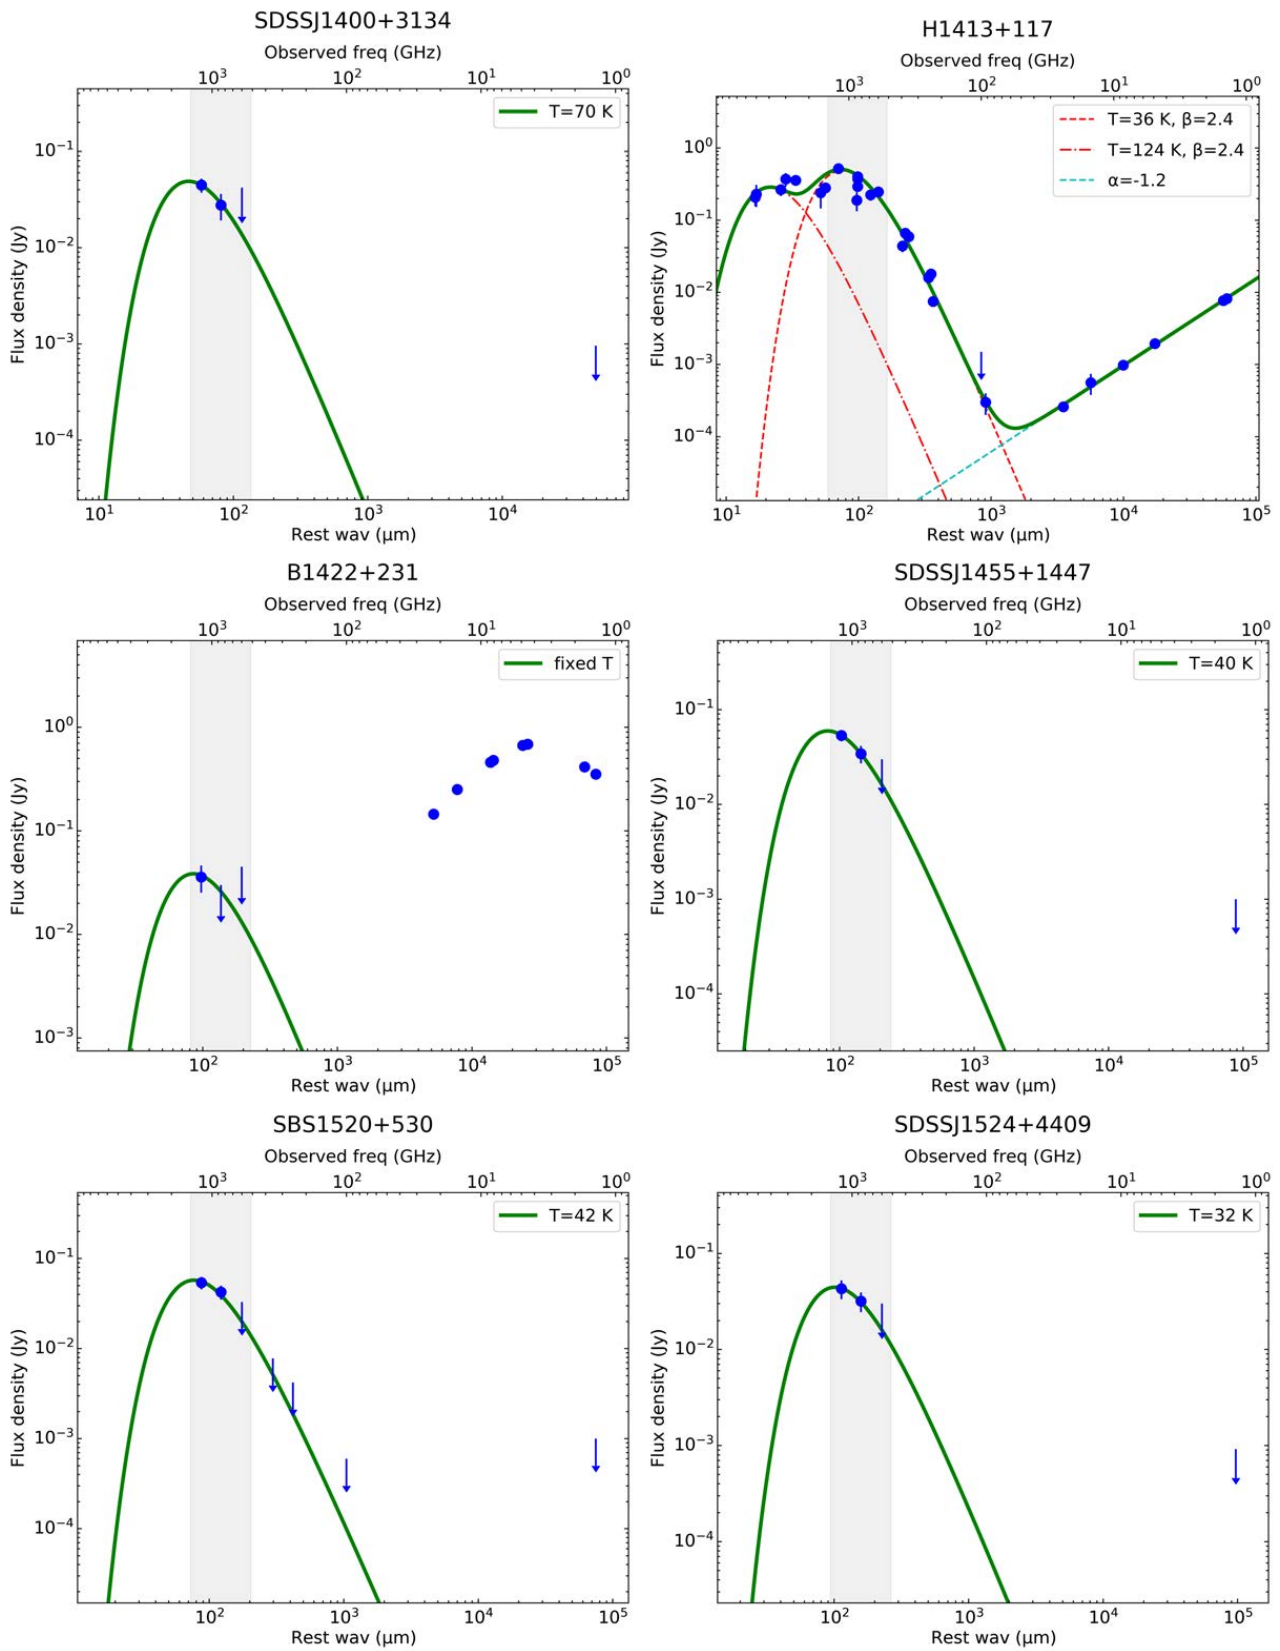 SDSSJ1400+3134
Observed freq (GHz)
10³ 10² 10¹ 10⁰
T=70 K
10⁻¹
10⁻²
10⁻³
10⁻⁴
Flux density (Jy)
10¹ 10² 10³ 10⁴
Rest wav (µm)
H1413+117
Observed freq (GHz)
10³ 10² 10¹ 10⁰
T=36 K, β=2.4
T=124 K, β=2.4
α=-1.2
10⁰
10⁻¹
10⁻²
10⁻³
10⁻⁴
Flux density (Jy)
10¹ 10² 10³ 10⁴ 10⁵
Rest wav (µm)
B1422+231
Observed freq (GHz)
10³ 10² 10¹ 10⁰
fixed T
10⁰
10⁻¹
10⁻²
10⁻³
Flux density (Jy)
10² 10³ 10⁴ 10⁵
Rest wav (µm)
SDSSJ1455+1447
Observed freq (GHz)
10³ 10² 10¹ 10⁰
T=40 K
10⁻¹
10⁻²
10⁻³
10⁻⁴
Flux density (Jy)
10² 10³ 10⁴ 10⁵
Rest wav (µm)
SBS1520+530
Observed freq (GHz)
10³ 10² 10¹ 10⁰
T=42 K
10⁻¹
10⁻²
10⁻³
10⁻⁴
Flux density (Jy)
10² 10³ 10⁴ 10⁵
Rest wav (µm)
SDSSJ1524+4409
Observed freq (GHz)
10³ 10² 10¹ 10⁰
T=32 K
10⁻¹
10⁻²
10⁻³
10⁻⁴
Flux density (Jy)
10² 10³ 10⁴ 10⁵
Rest wav (µm)